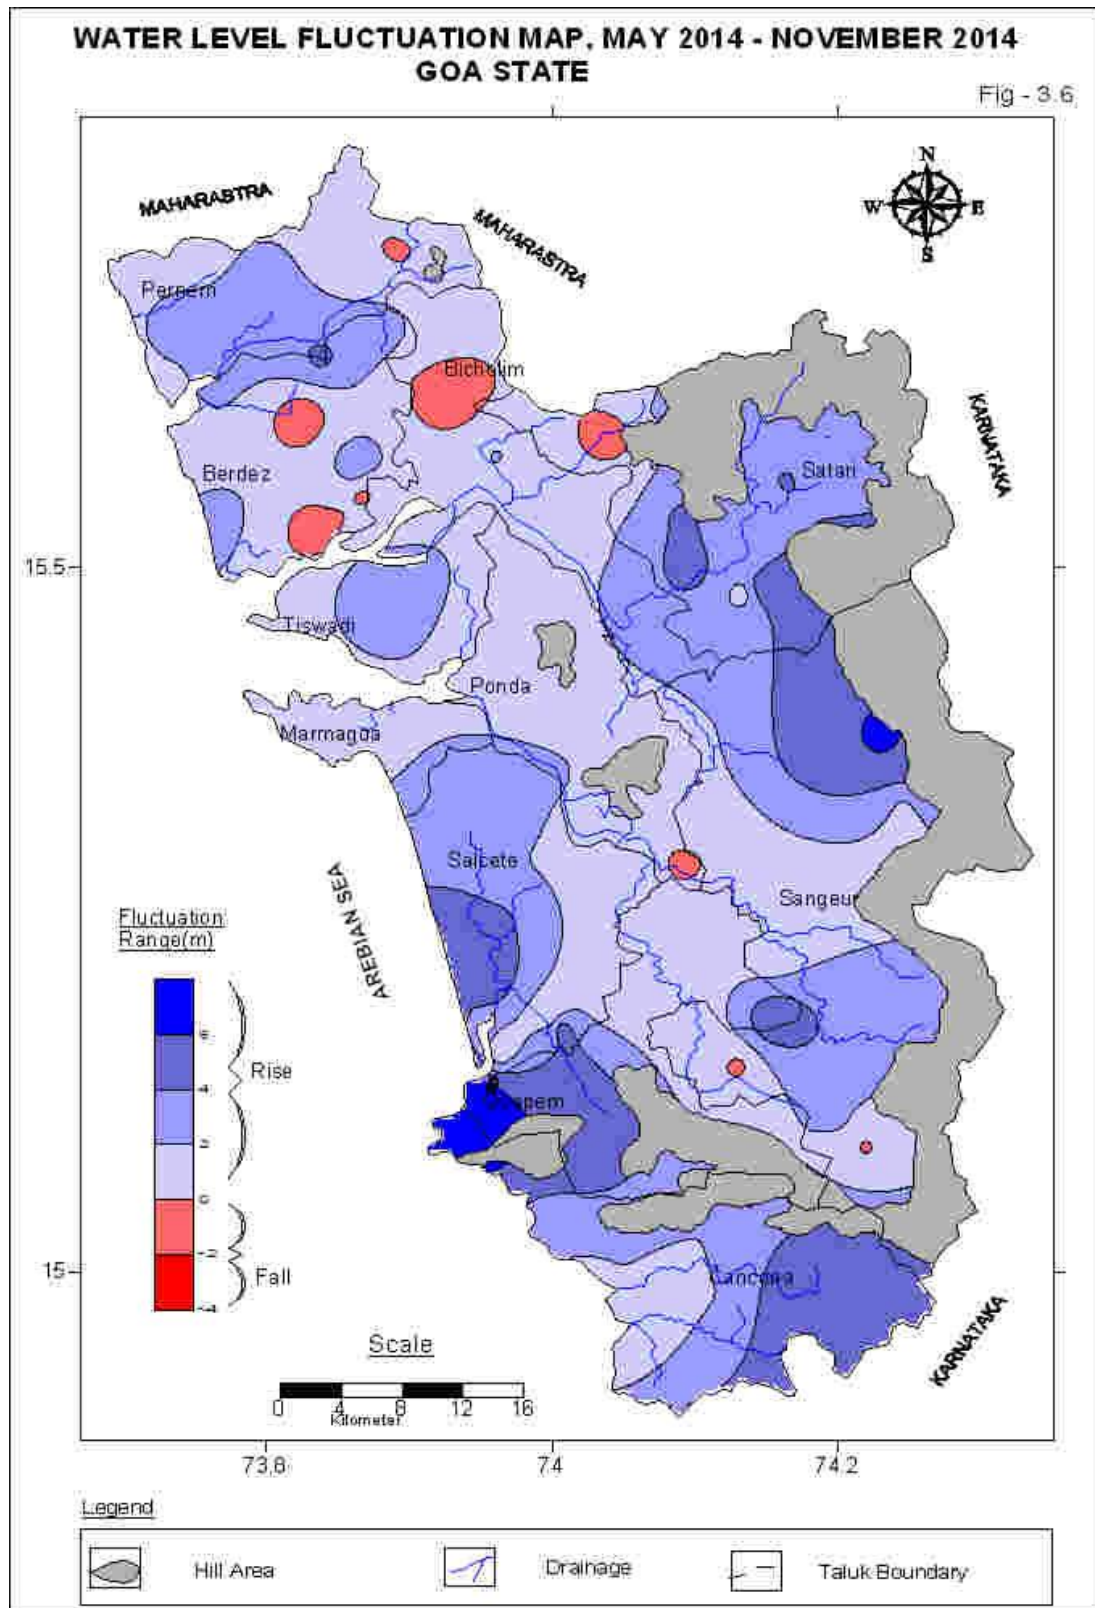 WATER LEVEL FLUCTUATION MAP, MAY 2014 - NOVEMBER 2014
GOA STATE
Fig - 3.6
N
W E
S
MAHARASTRA
MAHARASTRA
Pernem
Bicholim
KARNATAKA
Berdez
Satari
15.5
Tiswadi
Ponda
Marmagoa
Salcete
AREBIAN SEA
Sangeur
Fluctuation
Range(m)
6
4
2
0
-2
-4
Rise
Fall
15
Cancona
KARNATAKA
Scale
0 4 8 12 16
Kilometer
73.8 74 74.2
Legend
Hill Area
Drainage
Taluk Boundary